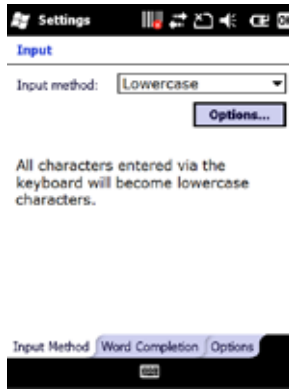 Settings
Input
Input method: Lowercase
Options...
All characters entered via the
keyboard will become lowercase
characters.
Input Method Word Completion Options